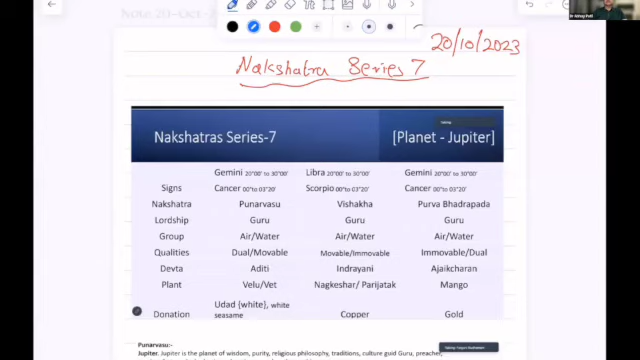 Note 20-Oct-
20/10/2023
Nakshatra Series 7
Nakshatras Series-7 [Planet - Jupiter]
Gemini 20°00' to 30°00' Libra 20°00' to 30°00' Gemini 20°00' to 30°00'
Signs Cancer 00° to 03°20' Scorpio 00° to 03°20' Cancer 00° to 03°20'
Nakshatra Punarvasu Vishakha Purva Bhadrapada
Lordship Guru Guru Guru
Group Air/Water Air/Water Air/Water
Qualities Dual/Movable Movable/Immovable Immovable/Dual
Devta Aditi Indrayani Ajaikcharan
Plant Velu/Vet Nagkeshar/ Parijatak Mango
Udad {white}, white
Donation seasame Copper Gold
Punarvasu:-
Jupiter. Jupiter is the planet of wisdom, purity, religious philosophy, traditions, culture guid Guru, preacher,